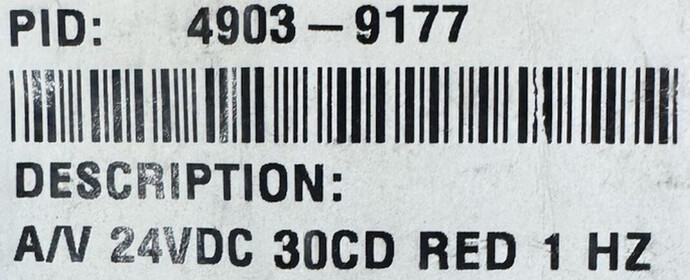 PID: 4903-9177
DESCRIPTION:
A/V 24VDC 30CD RED 1 HZ